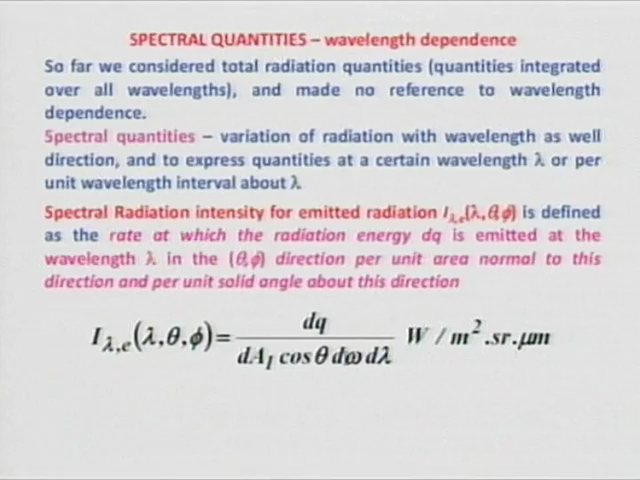 SPECTRAL QUANTITIES – wavelength dependence
So far we considered total radiation quantities (quantities integrated
over all wavelengths), and made no reference to wavelength
dependence.
Spectral quantities – variation of radiation with wavelength as well
direction, and to express quantities at a certain wavelength λ or per
unit wavelength interval about λ
Spectral Radiation intensity for emitted radiation I_{λ,e}(λ,θ,ϕ) is defined
as the rate at which the radiation energy dq is emitted at the
wavelength λ in the (θ,ϕ) direction per unit area normal to this
direction and per unit solid angle about this direction
I_{λ,e}(λ,θ,ϕ)= dq / (dA_1 cos θ dω dλ) W / m².sr.μm